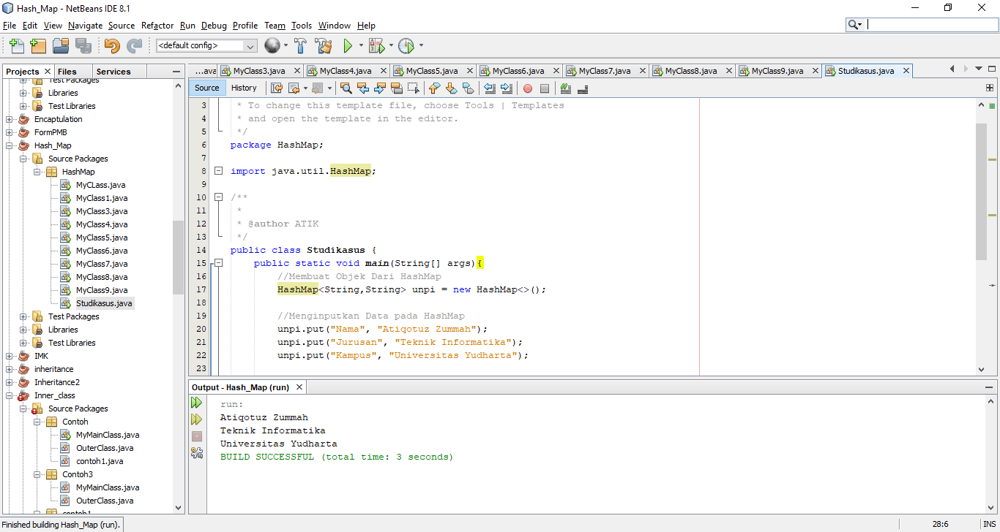 Hash_Map - NetBeans IDE 8.1
File Edit View Navigate Source Refactor Run Debug Profile Team Tools Window Help
<default config>
Projects Files Services
Test Packages
Libraries
Test Libraries
Encaptulation
FormPMB
Hash_Map
Source Packages
HashMap
MyCLass.java
MyClass1.java
MyClass3.java
MyClass4.java
MyClass5.java
MyClass6.java
MyClass7.java
MyClass8.java
MyClass9.java
Studikasus.java
Test Packages
Libraries
Test Libraries
IMK
inheritance
Inheritance2
Inner_class
Source Packages
Contoh
MyMainClass.java
OuterClass.java
contoh1.java
Contoh3
MyMainClass.java
OuterClass.java
contoh1
...ava MyClass3.java MyClass4.java MyClass5.java MyClass6.java MyClass7.java MyClass8.java MyClass9.java Studikasus.java
Source History
3 * To change this template file, choose Tools | Templates
4 * and open the template in the editor.
5 */
6 package HashMap;
7
8 import java.util.HashMap;
9
10 /**
11 *
12 * @author ATIK
13 */
14 public class Studikasus {
15 public static void main(String[] args){
16 //Membuat Objek Dari HashMap
17 HashMap<String,String> unpi = new HashMap<>();
18
19 //Menginputkan Data pada HashMap
20 unpi.put("Nama", "Atiqotuz Zummah");
21 unpi.put("Jurusan", "Teknik Informatika");
22 unpi.put("Kampus", "Universitas Yudharta");
23
Output - Hash_Map (run)
run:
Atiqotuz Zummah
Teknik Informatika
Universitas Yudharta
BUILD SUCCESSFUL (total time: 3 seconds)
Finished building Hash_Map (run).
28:6 INS